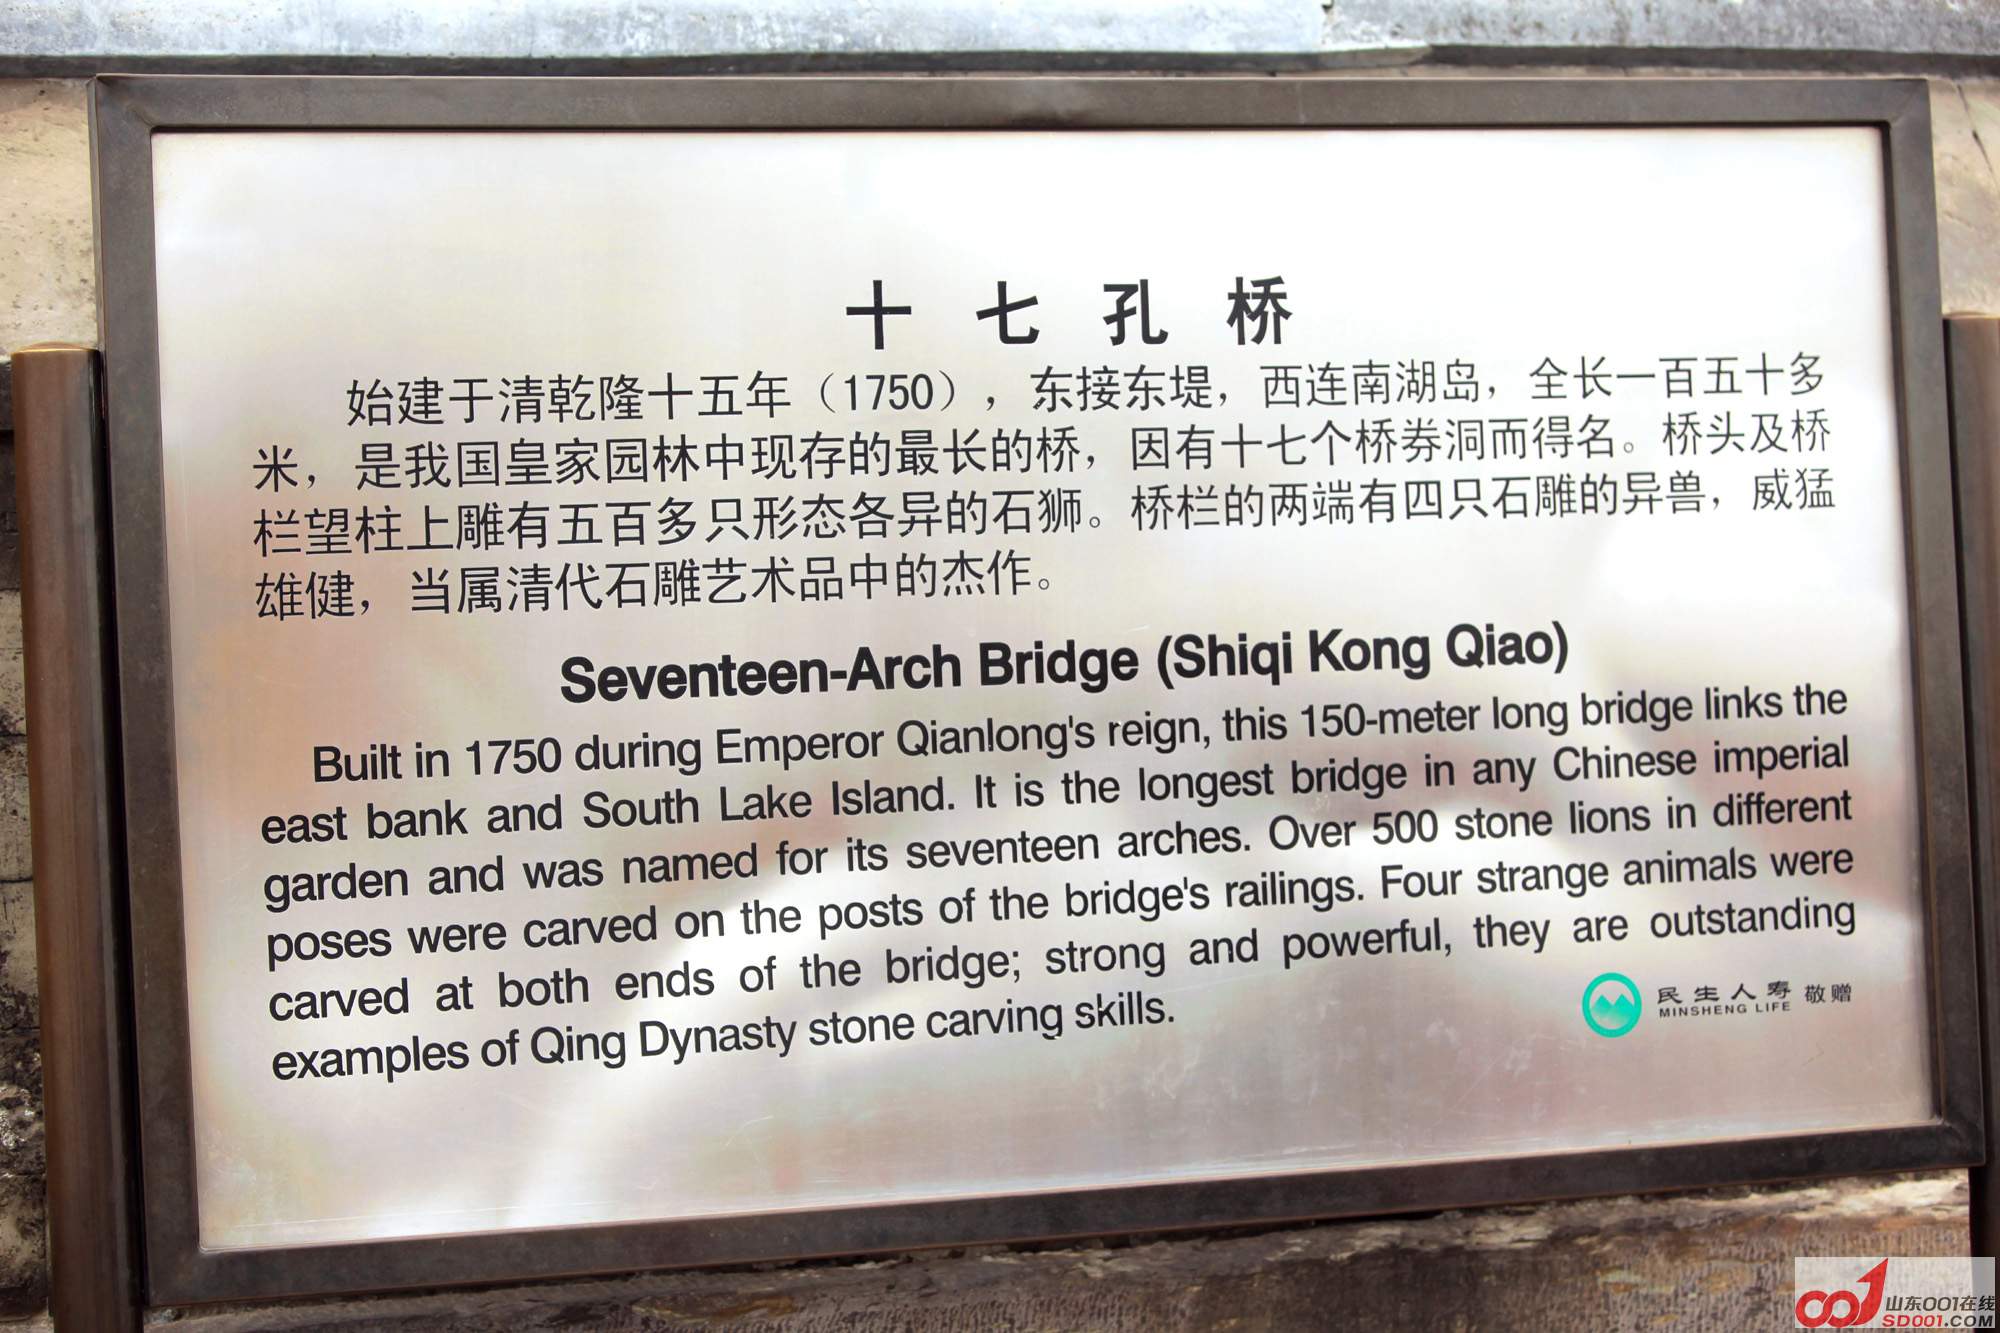 十七孔桥
始建于清乾隆十五年（1750），东接东堤，西连南湖岛，全长一百五十多
米，是我国皇家园林中现存的最长的桥，因有十七个桥券洞而得名。桥头及桥
栏望柱上雕有五百多只形态各异的石狮。桥栏的两端有四只石雕的异兽，威猛
雄健，当属清代石雕艺术品中的杰作。
Seventeen-Arch Bridge (Shiqi Kong Qiao)
Built in 1750 during Emperor Qianlong's reign, this 150-meter long bridge links the
east bank and South Lake Island. It is the longest bridge in any Chinese imperial
garden and was named for its seventeen arches. Over 500 stone lions in different
poses were carved on the posts of the bridge's railings. Four strange animals were
carved at both ends of the bridge; strong and powerful, they are outstanding
examples of Qing Dynasty stone carving skills.
民生人寿 敬赠
MINSHENG LIFE
山东001在线
SD001.COM